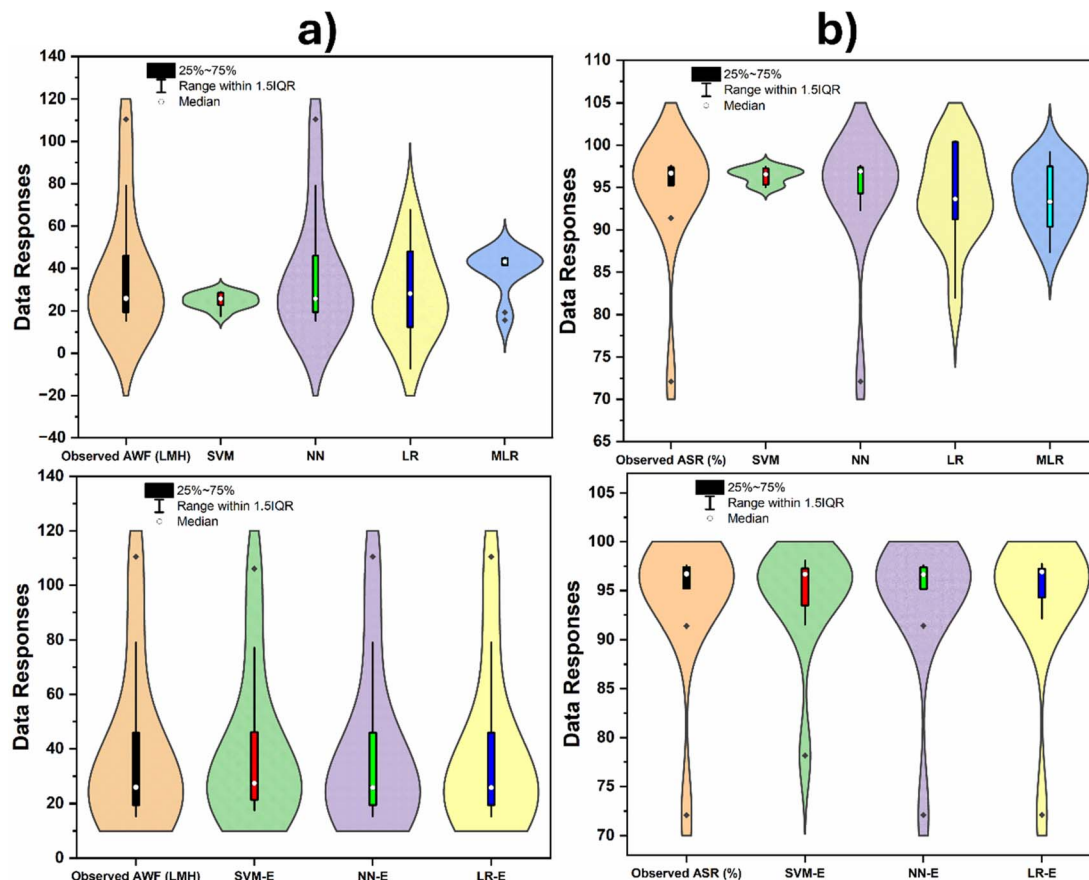 a)
140
120
100
80
60
40
20
0
−20
−40
Data Responses
25%~75%
Range within 1.5IQR
Median
Observed AWF (LMH) SVM NN LR MLR
b)
110
105
100
95
90
85
80
75
70
65
Data Responses
25%~75%
Range within 1.5IQR
Median
Observed ASR (%) SVM NN LR MLR
140
120
100
80
60
40
20
0
Data Responses
25%~75%
Range within 1.5IQR
Median
Observed AWF (LMH) SVM-E NN-E LR-E
105
100
95
90
85
80
75
70
Data Responses
25%~75%
Range within 1.5IQR
Median
Observed ASR (%) SVM-E NN-E LR-E